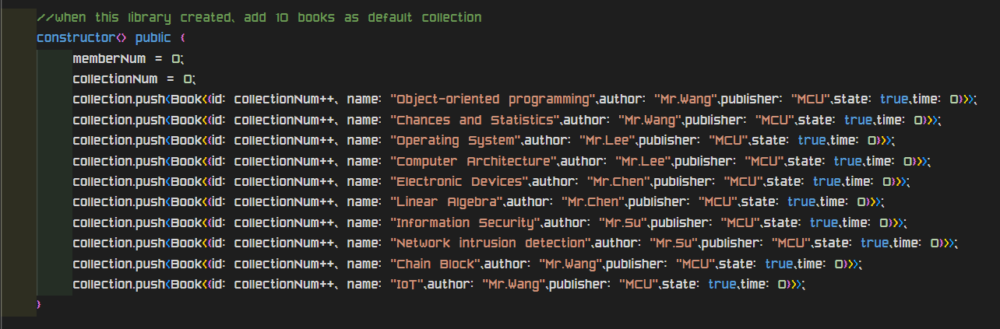 //when this library created, add 10 books as default collection
constructor() public {
memberNum = 0;
collectionNum = 0;
collection.push(Book({id: collectionNum++, name: "Object-oriented programming",author: "Mr.Wang",publisher: "MCU",state: true,time: 0}));
collection.push(Book({id: collectionNum++, name: "Chances and Statistics",author: "Mr.Wang",publisher: "MCU",state: true,time: 0}));
collection.push(Book({id: collectionNum++, name: "Operating System",author: "Mr.Lee",publisher: "MCU",state: true,time: 0}));
collection.push(Book({id: collectionNum++, name: "Computer Architecture",author: "Mr.Lee",publisher: "MCU",state: true,time: 0}));
collection.push(Book({id: collectionNum++, name: "Electronic Devices",author: "Mr.Chen",publisher: "MCU",state: true,time: 0}));
collection.push(Book({id: collectionNum++, name: "Linear Algebra",author: "Mr.Chen",publisher: "MCU",state: true,time: 0}));
collection.push(Book({id: collectionNum++, name: "Information Security",author: "Mr.Su",publisher: "MCU",state: true,time: 0}));
collection.push(Book({id: collectionNum++, name: "Network intrusion detection",author: "Mr.Su",publisher: "MCU",state: true,time: 0}));
collection.push(Book({id: collectionNum++, name: "Chain Block",author: "Mr.Wang",publisher: "MCU",state: true,time: 0}));
collection.push(Book({id: collectionNum++, name: "IoT",author: "Mr.Wang",publisher: "MCU",state: true,time: 0}));
}